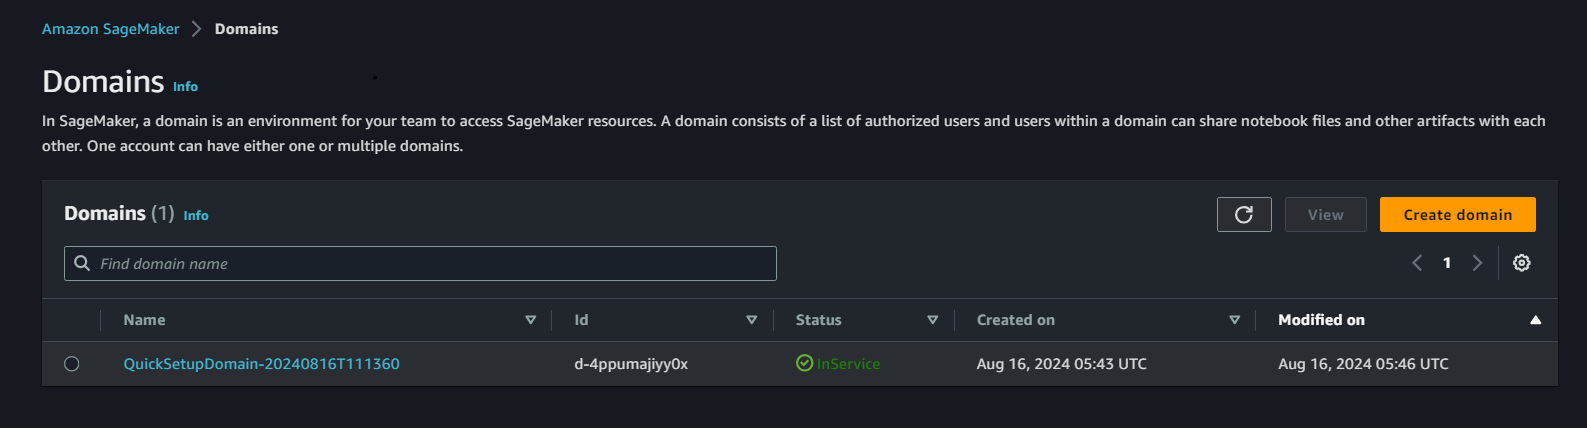 Amazon SageMaker > Domains
Domains Info
In SageMaker, a domain is an environment for your team to access SageMaker resources. A domain consists of a list of authorized users and users within a domain can share notebook files and other artifacts with each
other. One account can have either one or multiple domains.
Domains (1) Info
View
Create domain
Find domain name
1
Name Id Status Created on Modified on
QuickSetupDomain-20240816T111360 d-4ppumajiyy0x InService Aug 16, 2024 05:43 UTC Aug 16, 2024 05:46 UTC